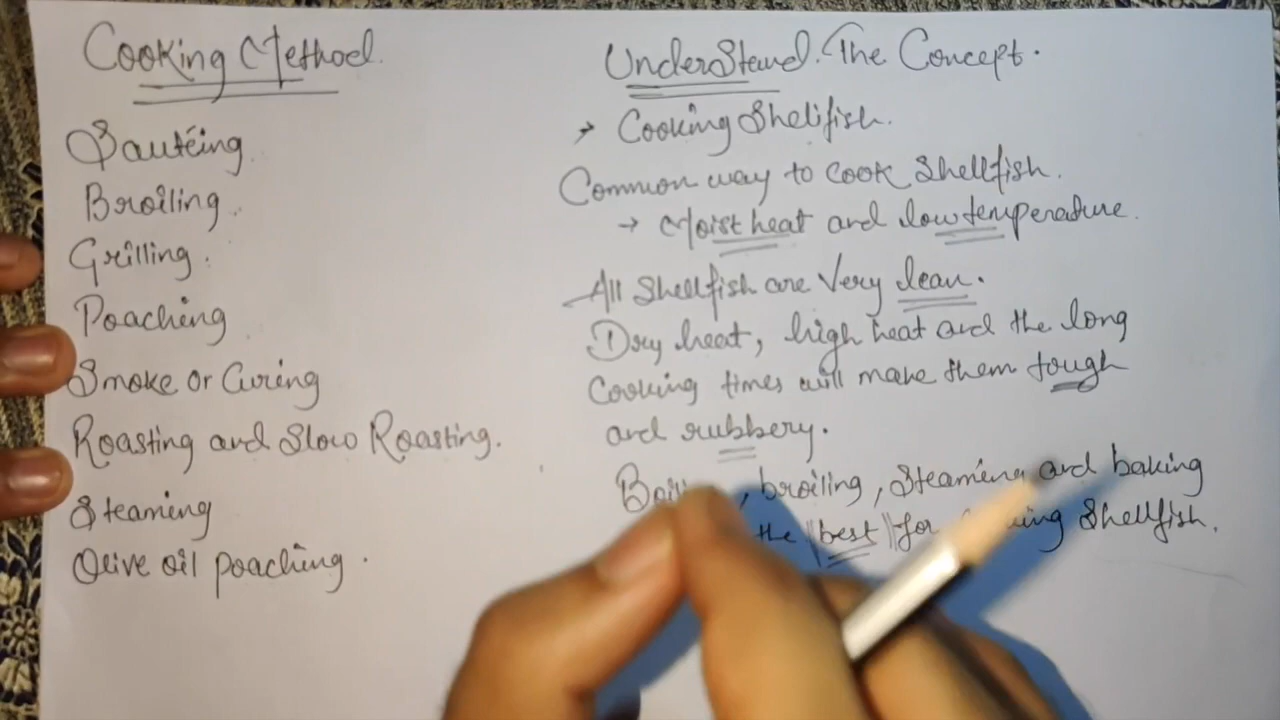 Cooking Method.
Sautéing
Broiling
Grilling.
Poaching
Smoke or Curing
Roasting and Slow Roasting.
Steaming
Olive oil poaching.
Understand. The Concept.
→ Cooking Shellfish.
Common way to cook Shellfish.
→ Moist heat and low temperature.
All Shellfish are Very lean.
Dry heat, high heat and the long
Cooking times will make them tough
and rubbery.
broiling, Steaming and baking
the best for Shellfish.